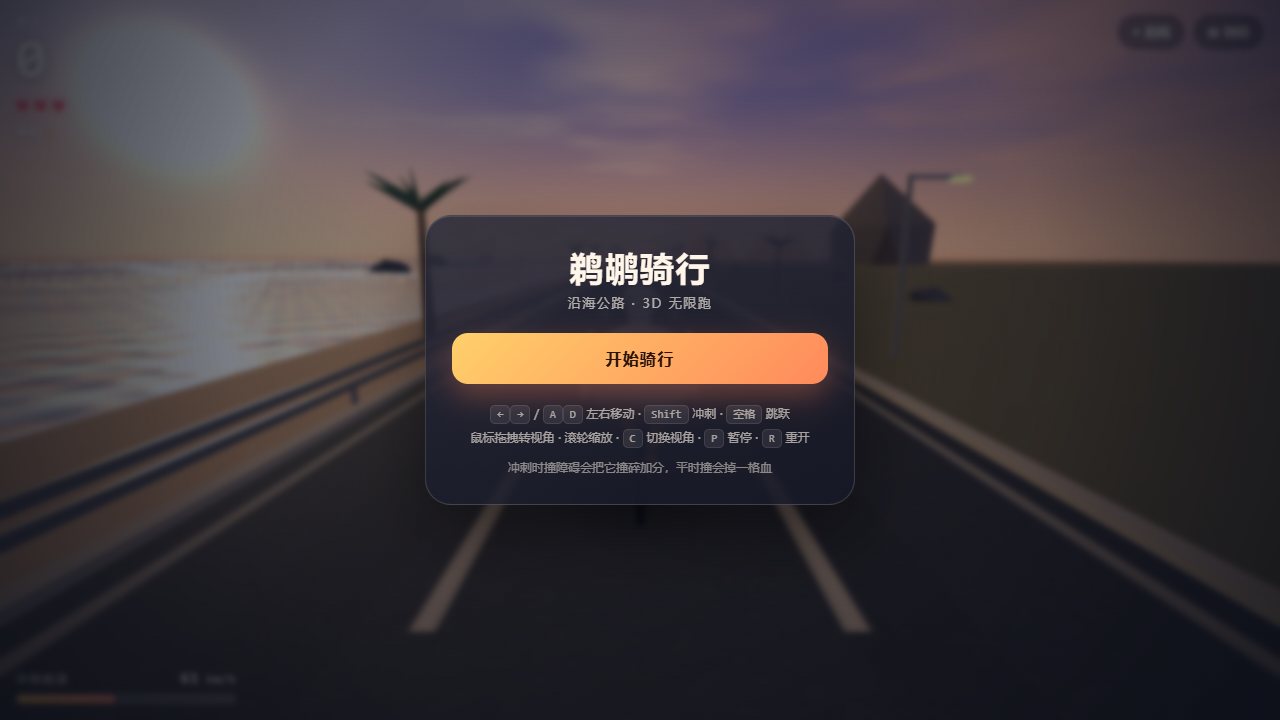 鹈鹕骑行
沿海公路 · 3D 无限跑
开始骑行
← → / A D 左右移动 · Shift 冲刺 · 空格 跳跃
鼠标拖拽转视角 · 滚轮缩放 · C 切换视角 · P 暂停 · R 重开
冲刺时撞障碍会把它撞碎加分，平时撞会掉一格血
0